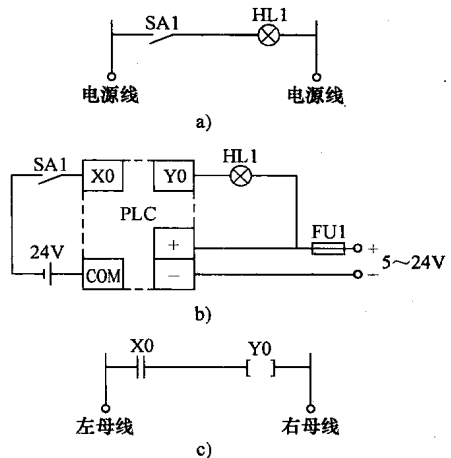 SA1 HL1
电源线 电源线
a)
SA1 X0 Y0 HL1
PLC
24V COM + − FU1 + −
5～24V
b)
X0 Y0
左母线 右母线
c)